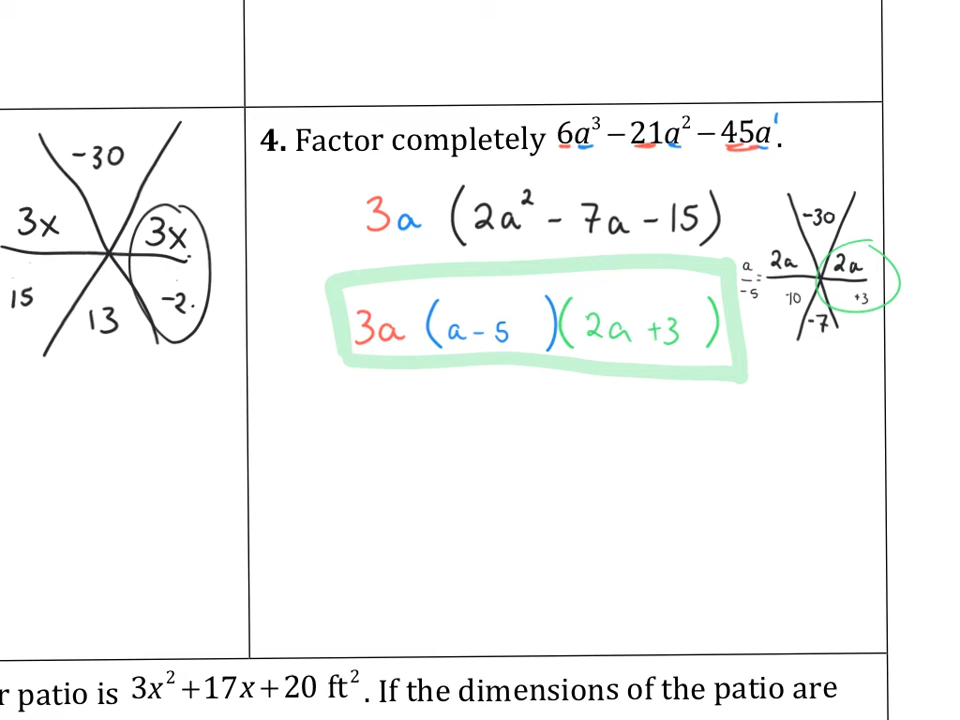 4. Factor completely 6a³ − 21a² − 45a¹.
3a (2a² - 7a - 15)
3a (a - 5 )(2a + 3 )
-30
2a 2a
a/-5 =
-10 +3
-7
-30
3x 3x
15 -2
13
r patio is 3x² + 17x + 20 ft². If the dimensions of the patio are